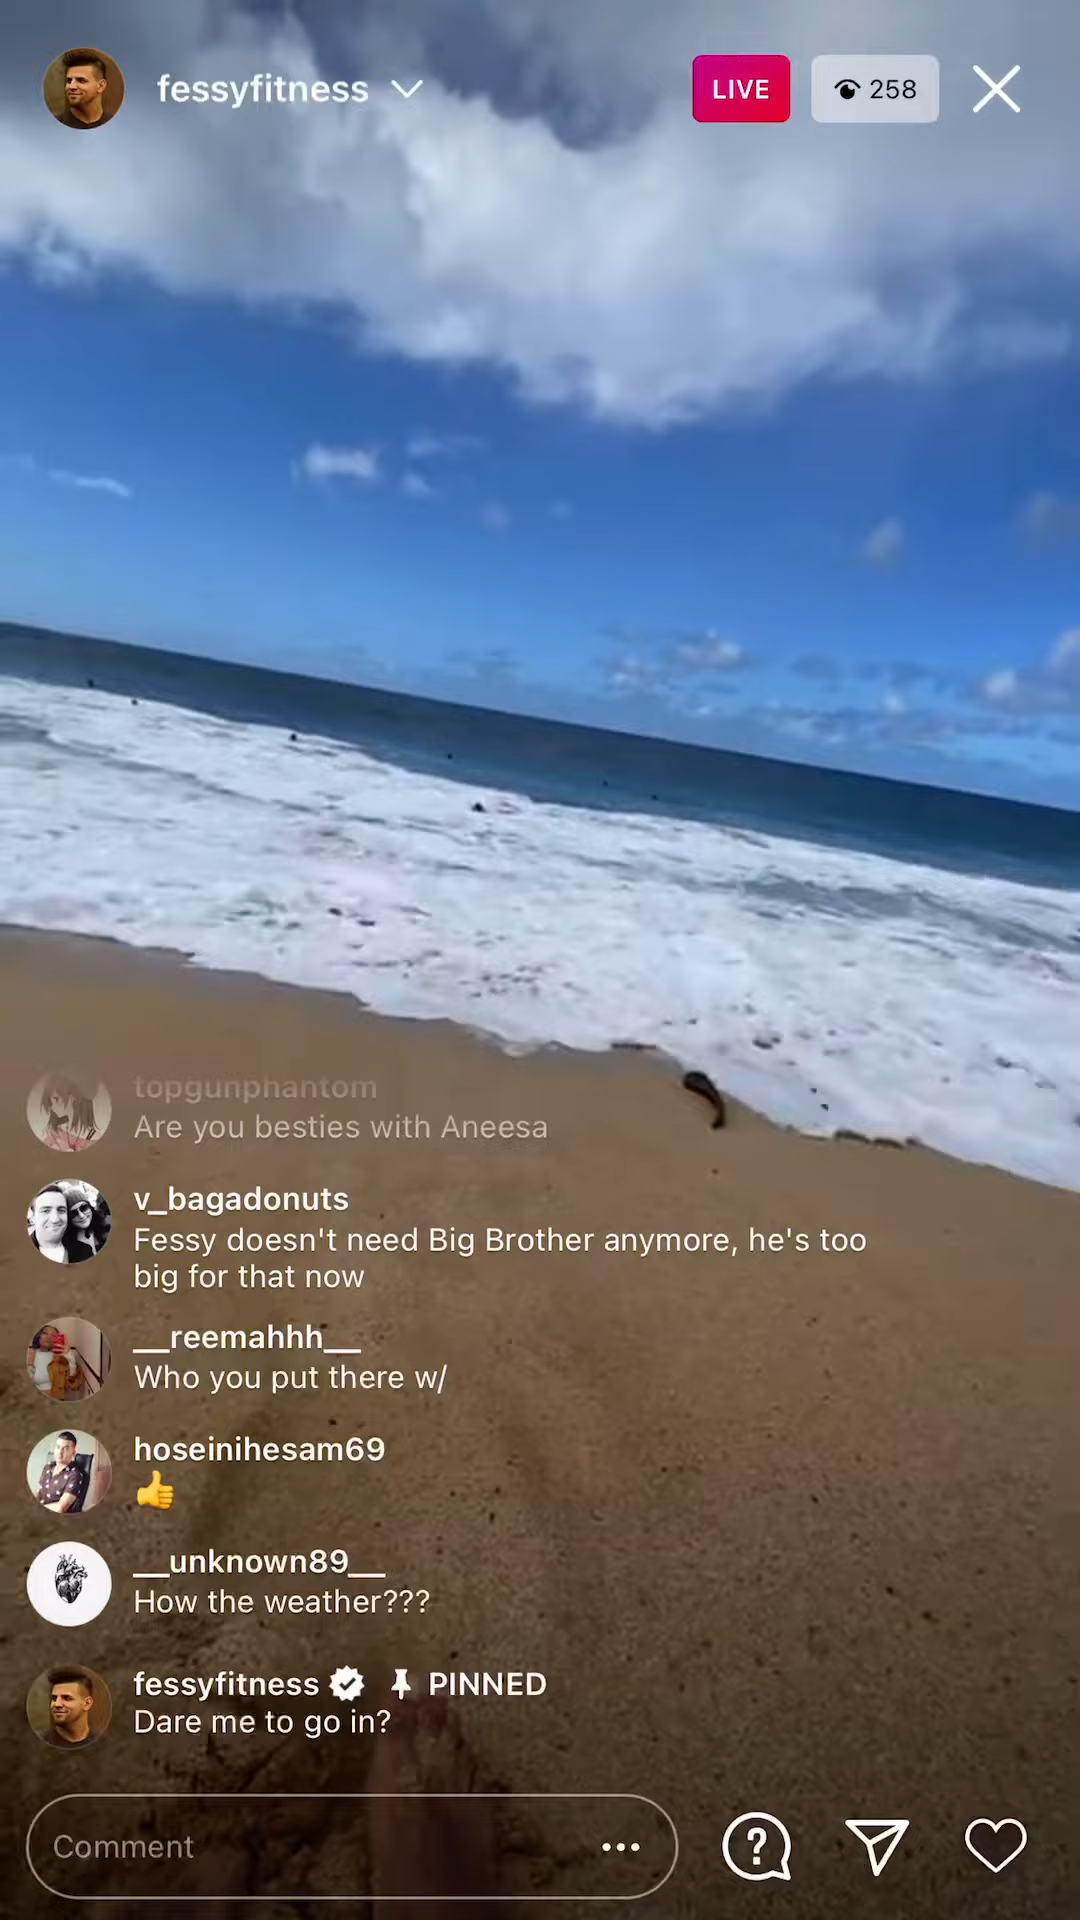 fessyfitness
LIVE
258
topgunphantom
Are you besties with Aneesa
v_bagadonuts
Fessy doesn't need Big Brother anymore, he's too
big for that now
__reemahhh__
Who you put there w/
hoseinihesam69
👍
__unknown89__
How the weather???
fessyfitness PINNED
Dare me to go in?
Comment